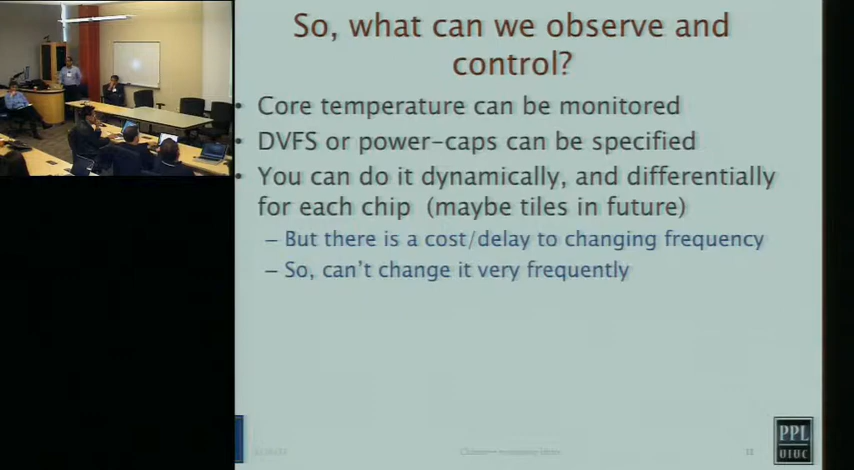 So, what can we observe and
control?
• Core temperature can be monitored
• DVFS or power-caps can be specified
• You can do it dynamically, and differentially
for each chip (maybe tiles in future)
– But there is a cost/delay to changing frequency
– So, can't change it very frequently
PPL
UIUC